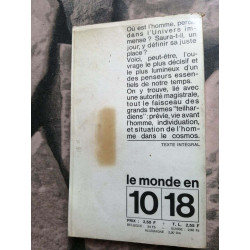 Où est l'homme, perdu
dans l'Univers im-
mense ? Saura-t-il, un
jour, y définir sa juste
place ?
Voici, peut-être, l'ou-
vrage le plus décisif et
le plus lumineux d'un
des penseurs essen-
tiels de notre temps.
On y trouve, lié avec
une autorité magistrale,
tout le faisceau des
grands thèmes "teilhar-
diens" : prévie, vie avant
l'homme, individuation,
et situation de l'hom-
me dans le cosmos.
TEXTE INTÉGRAL
le monde en
10 18